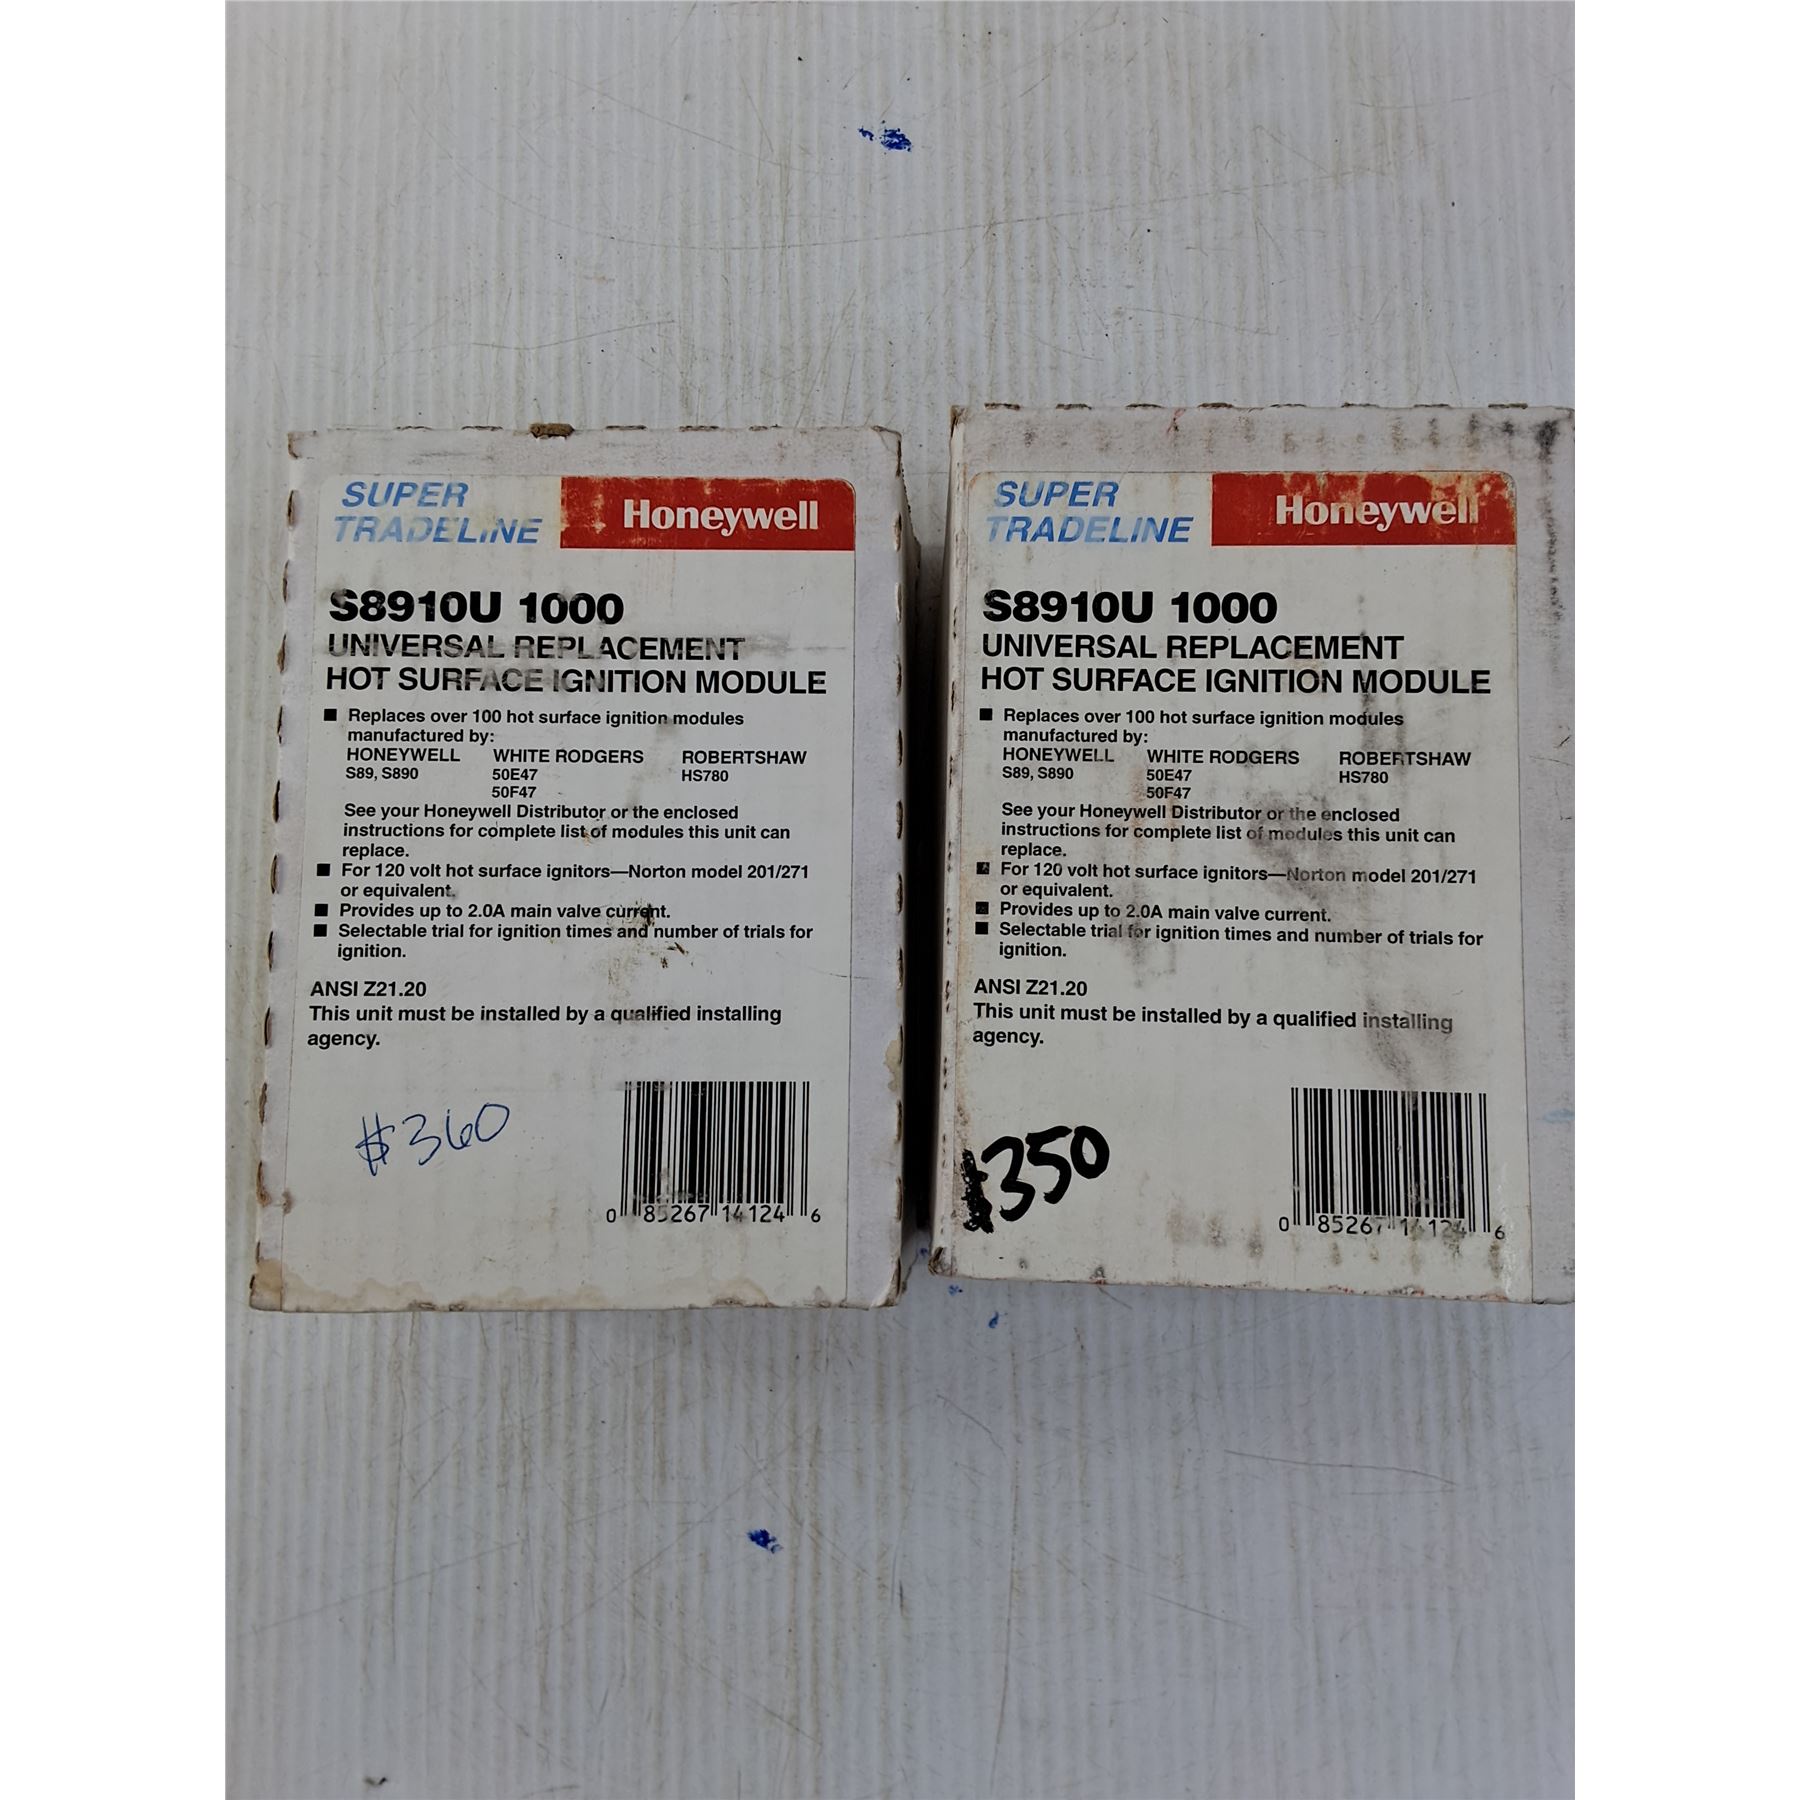 SUPER
TRADELINE
Honeywell
S8910U 1000
UNIVERSAL REPLACEMENT
HOT SURFACE IGNITION MODULE
■ Replaces over 100 hot surface ignition modules
manufactured by:
HONEYWELL WHITE RODGERS ROBERTSHAW
S89, S890 50E47 HS780
50F47
See your Honeywell Distributor or the enclosed
instructions for complete list of modules this unit can
replace.
■ For 120 volt hot surface ignitors—Norton model 201/271
or equivalent.
■ Provides up to 2.0A main valve current.
■ Selectable trial for ignition times and number of trials for
ignition.
ANSI Z21.20
This unit must be installed by a qualified installing
agency.
$360
0 85267 14124 6
SUPER
TRADELINE
Honeywell
S8910U 1000
UNIVERSAL REPLACEMENT
HOT SURFACE IGNITION MODULE
■ Replaces over 100 hot surface ignition modules
manufactured by:
HONEYWELL WHITE RODGERS ROBERTSHAW
S89, S890 50E47 HS780
50F47
See your Honeywell Distributor or the enclosed
instructions for complete list of modules this unit can
replace.
■ For 120 volt hot surface ignitors—Norton model 201/271
or equivalent.
■ Provides up to 2.0A main valve current.
■ Selectable trial for ignition times and number of trials for
ignition.
ANSI Z21.20
This unit must be installed by a qualified installing
agency.
$350
0 85267 14124 6